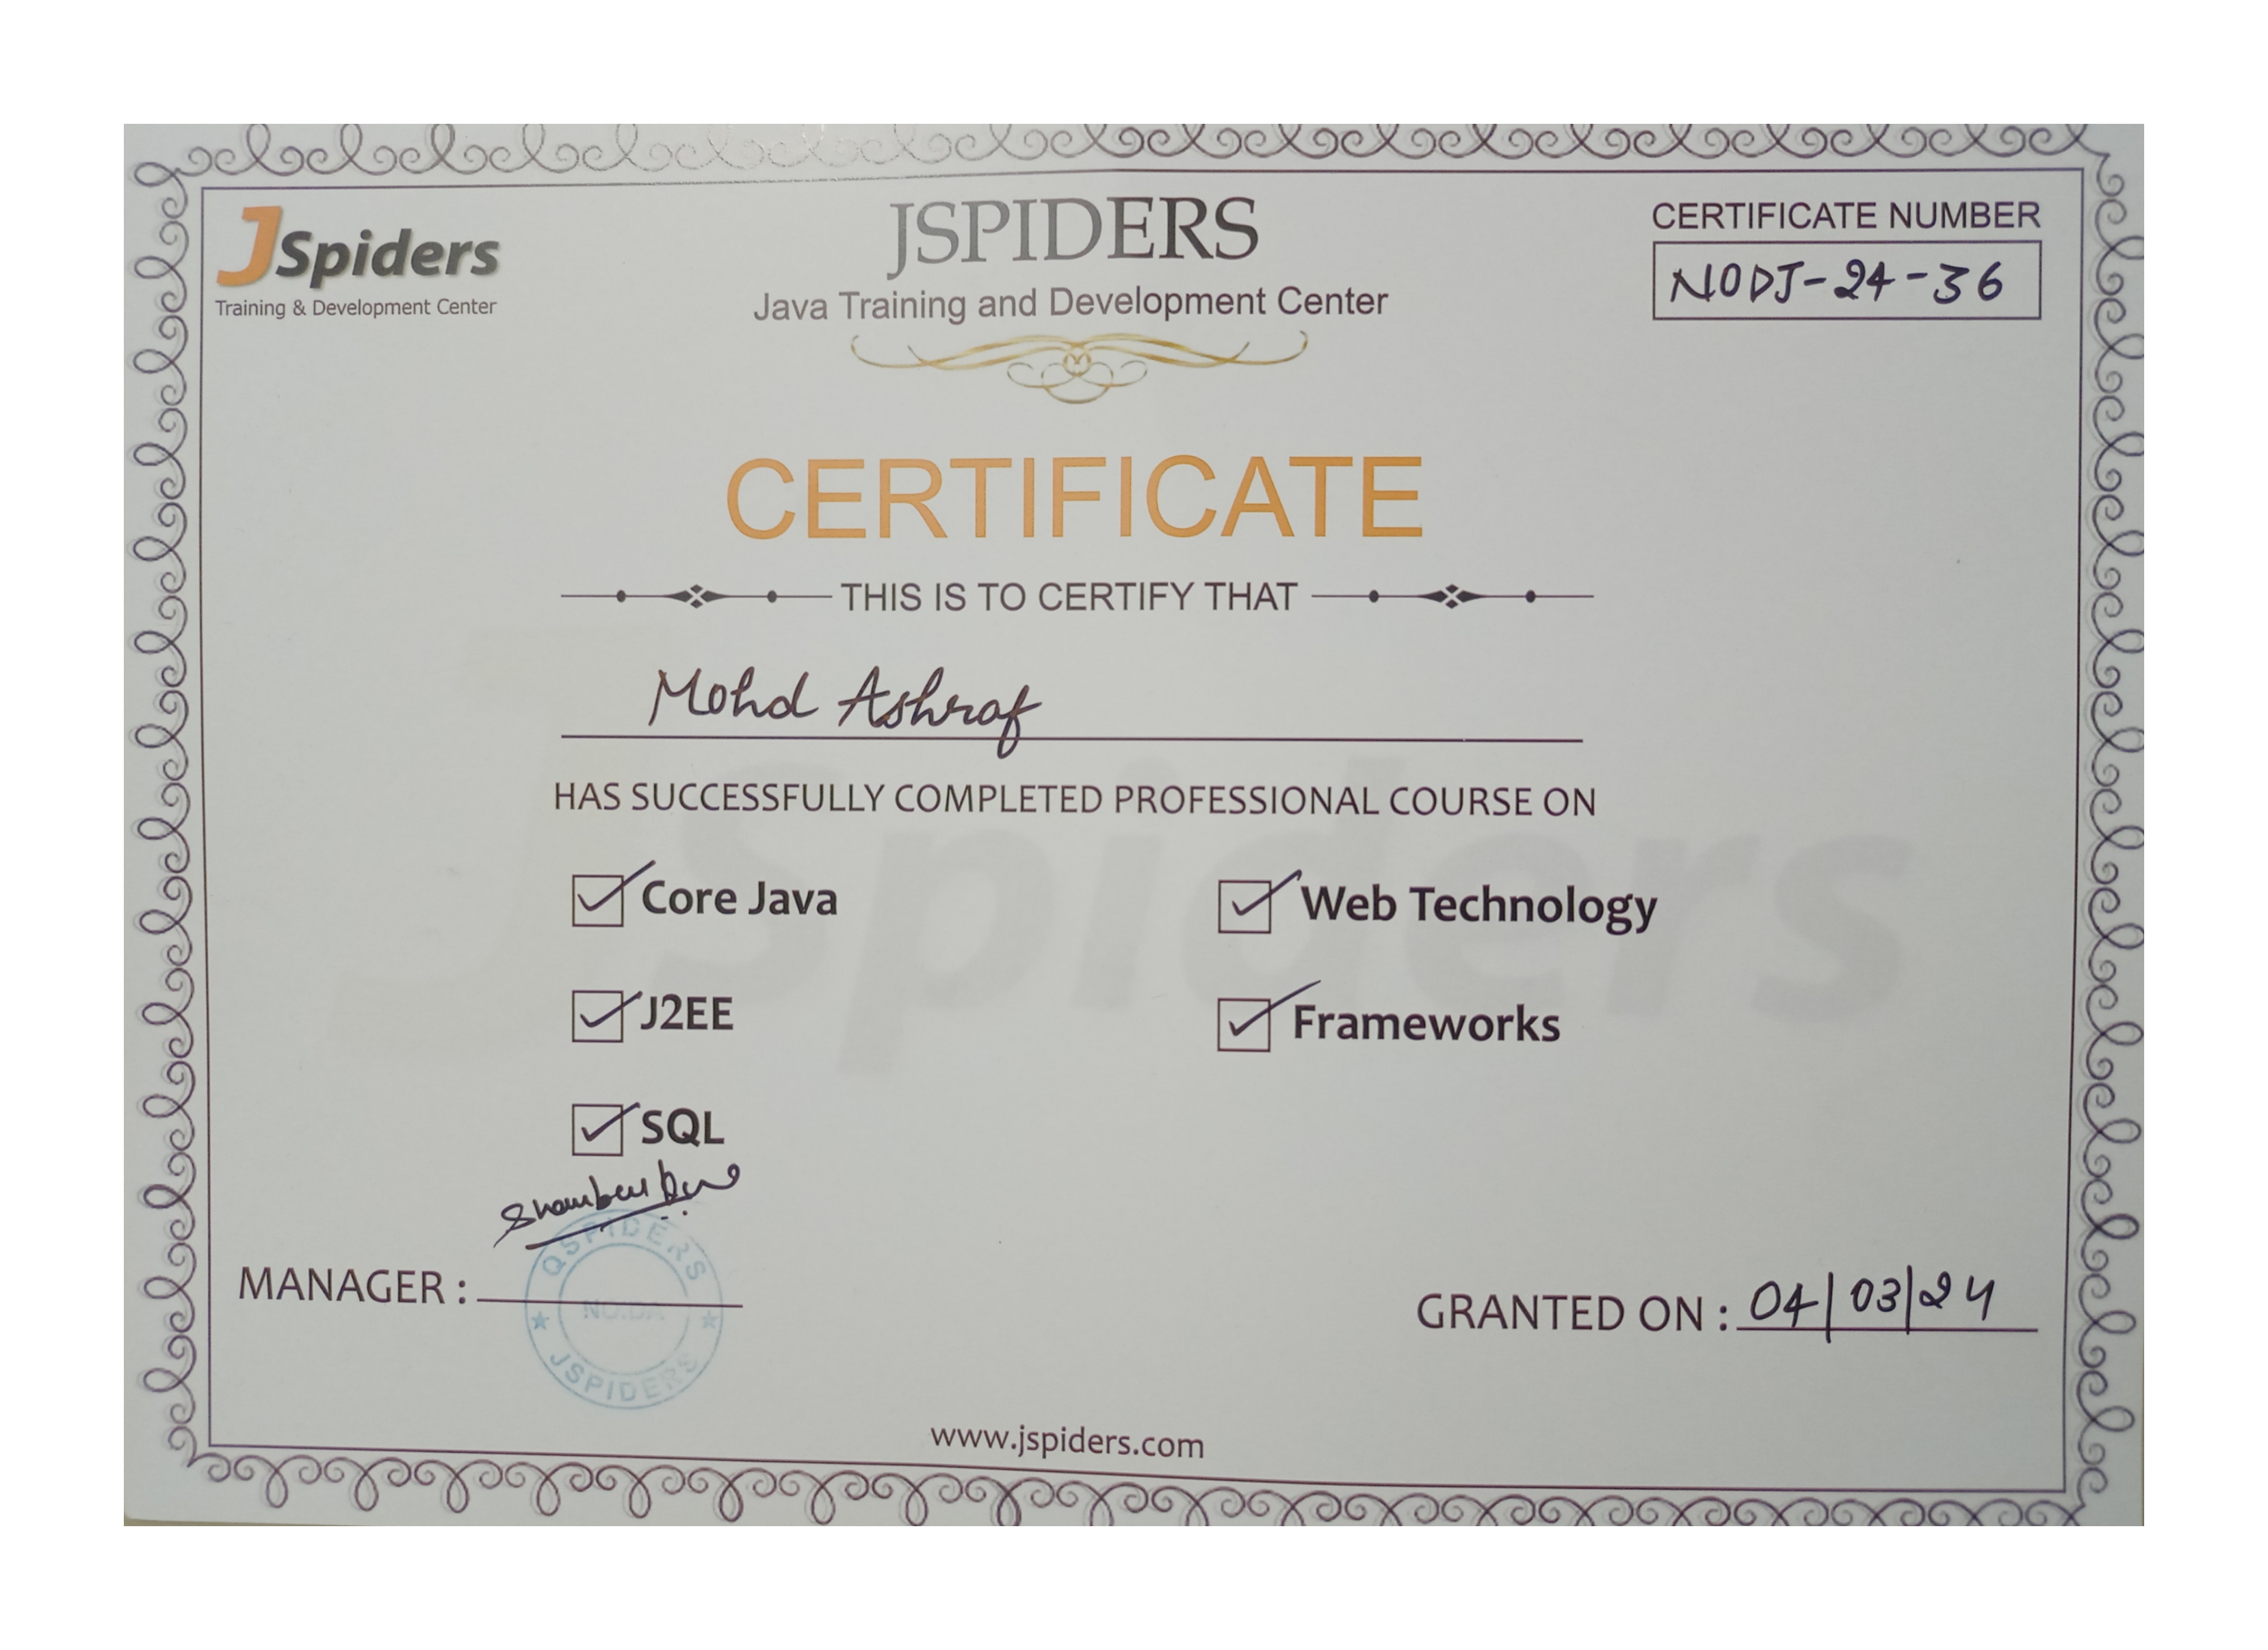 JSpiders
Training & Development Center
JSPIDERS
Java Training and Development Center
CERTIFICATE NUMBER
NODJ-24-36
CERTIFICATE
THIS IS TO CERTIFY THAT
Mohd Ashraf
HAS SUCCESSFULLY COMPLETED PROFESSIONAL COURSE ON
Core Java
Web Technology
J2EE
Frameworks
SQL
MANAGER :
QSPIDERS
NOIDA
JSPIDERS
GRANTED ON : 04/03/24
www.jspiders.com
JSpiders